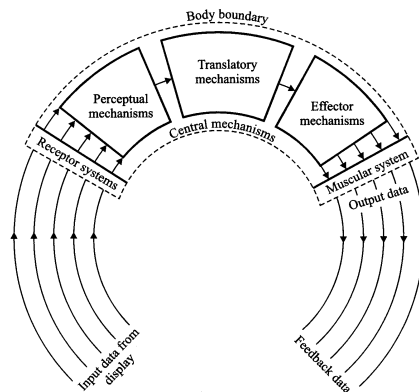 Body boundary
Translatory
mechanisms
Perceptual
mechanisms
Effector
mechanisms
Central mechanisms
Receptor systems
Muscular system
Output data
Input data from
display
Feedback data